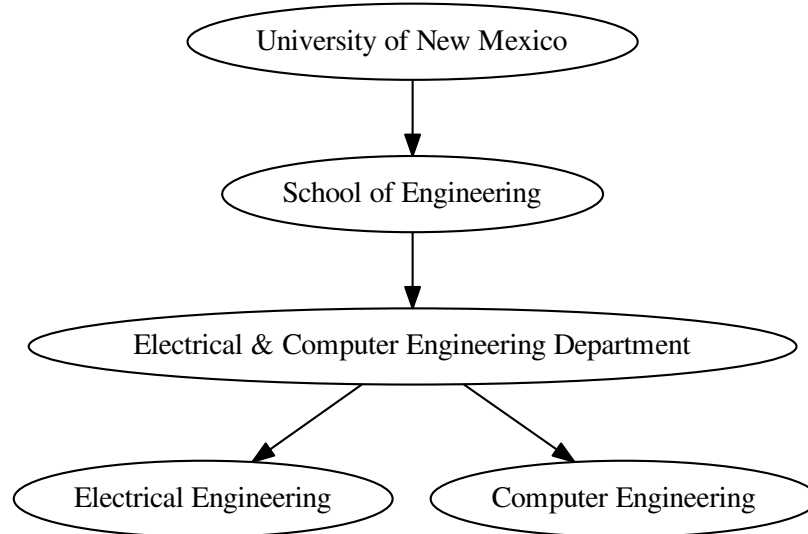 University of New Mexico
School of Engineering
Electrical & Computer Engineering Department
Electrical Engineering
Computer Engineering